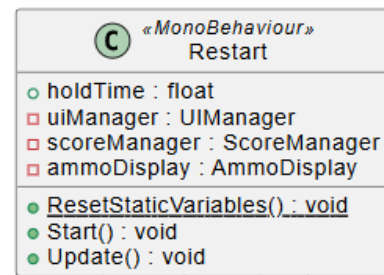 C
«MonoBehaviour»
Restart
holdTime : float
uiManager : UIManager
scoreManager : ScoreManager
ammoDisplay : AmmoDisplay
ResetStaticVariables() : void
Start() : void
Update() : void